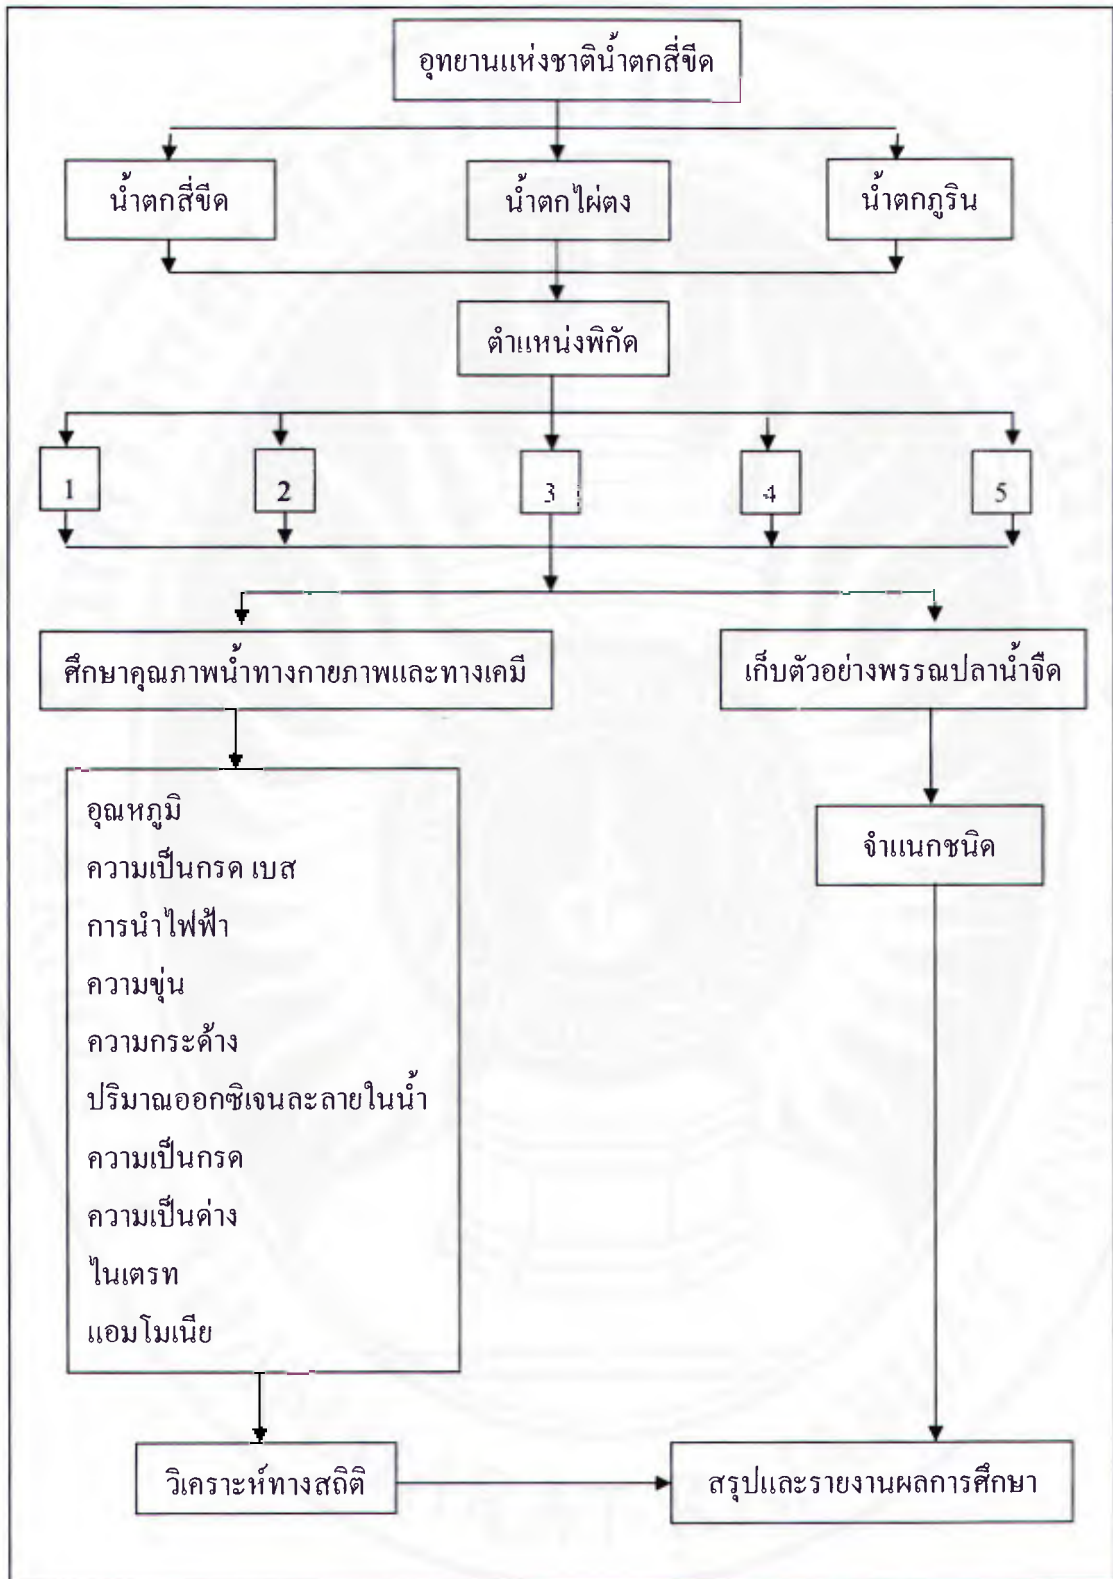 อุทยานแห่งชาติน้ำตกสี่ขีด
น้ำตกสี่ขีด
น้ำตกไผ่ตง
น้ำตกภูริน
ตำแหน่งพิกัด
1
2
3
4
5
ศึกษาคุณภาพน้ำทางกายภาพและทางเคมี
เก็บตัวอย่างพรรณปลาน้ำจืด
อุณหภูมิ
ความเป็นกรด เบส
การนำไฟฟ้า
ความขุ่น
ความกระด้าง
ปริมาณออกซิเจนละลายในน้ำ
ความเป็นกรด
ความเป็นด่าง
ไนเตรท
แอมโมเนีย
จำแนกชนิด
วิเคราะห์ทางสถิติ
สรุปและรายงานผลการศึกษา